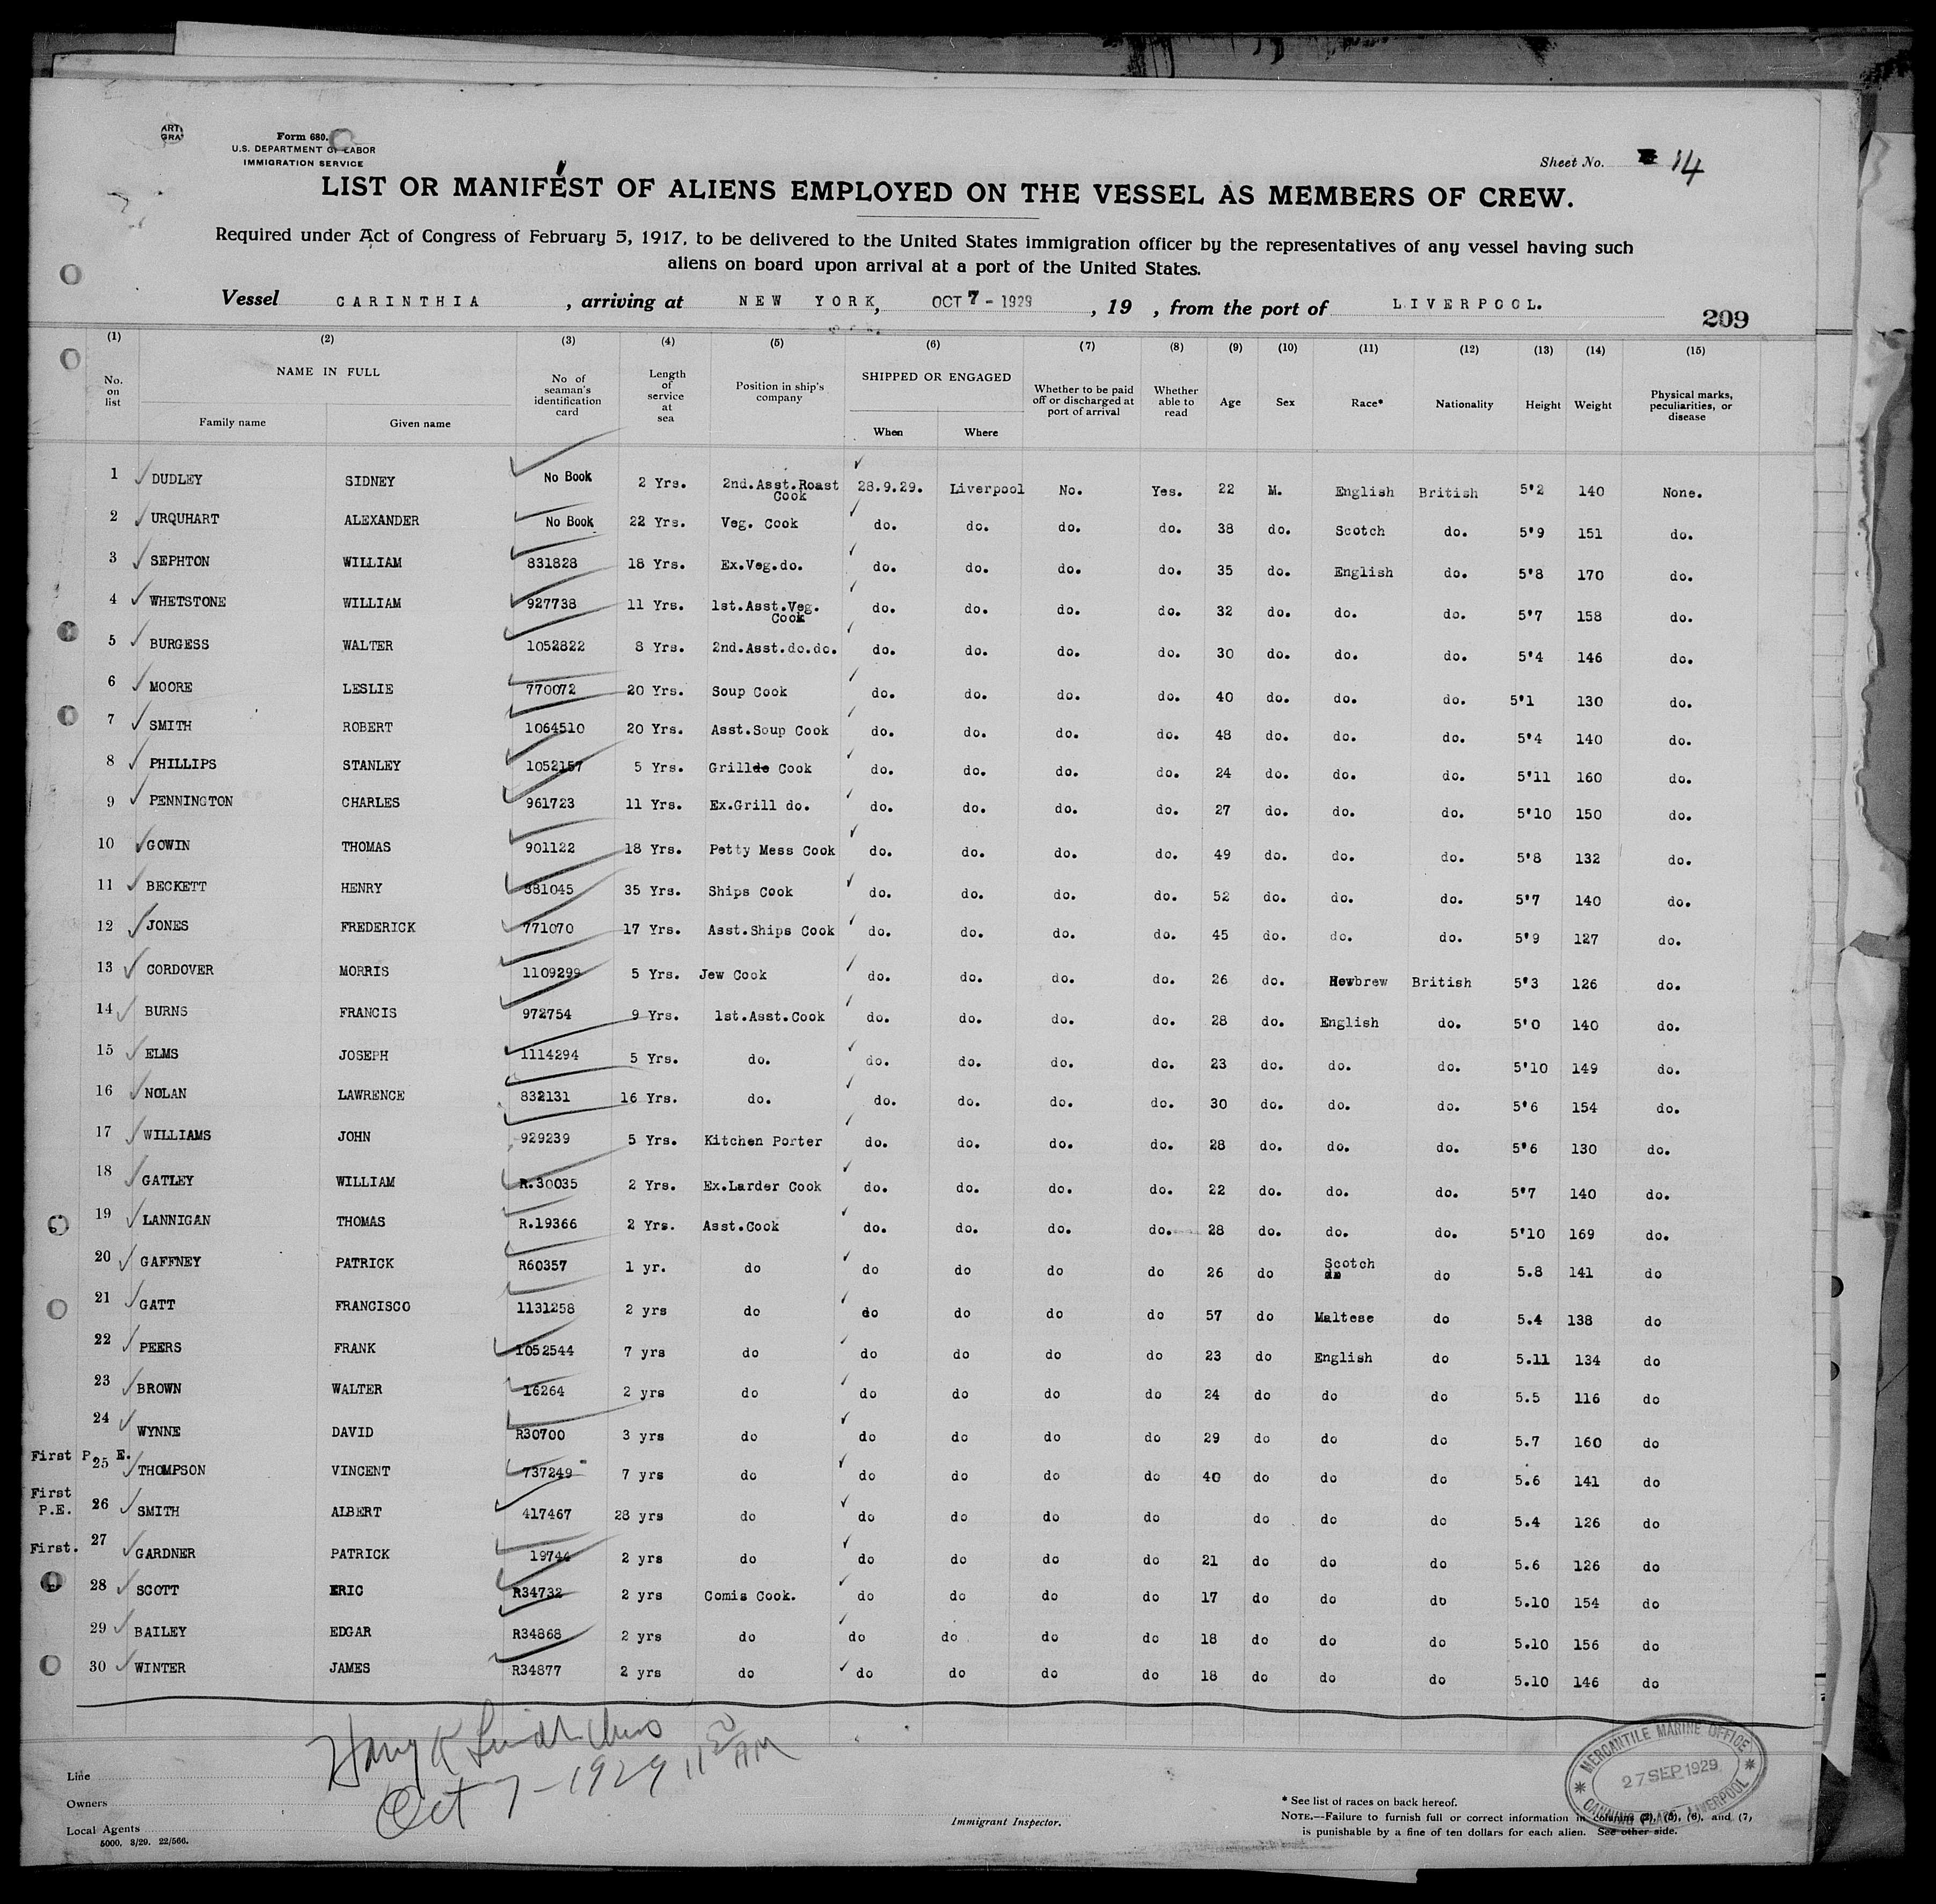 ARTI
GRA
Form 680.
U.S. DEPARTMENT OF LABOR
IMMIGRATION SERVICE
Sheet No. 14
LIST OR MANIFEST OF ALIENS EMPLOYED ON THE VESSEL AS MEMBERS OF CREW.
Required under Act of Congress of February 5, 1917, to be delivered to the United States immigration officer by the representatives of any vessel having such
aliens on board upon arrival at a port of the United States.
Vessel CARINTHIA, arriving at NEW YORK, OCT 7 - 1929, 19 , from the port of LIVERPOOL.
209
(1) (2) (3) (4) (5) (6) (7) (8) (9) (10) (11) (12) (13) (14) (15)
No. on list NAME IN FULL Family name Given name No of seaman's identification card Length of service at sea Position in ship's company SHIPPED OR ENGAGED When Where Whether to be paid off or discharged at port of arrival Whether able to read Age Sex Race* Nationality Height Weight Physical marks, peculiarities, or disease
1 DUDLEY SIDNEY No Book 2 Yrs. 2nd.Asst.Roast Cook 28.9.29. Liverpool No. Yes. 22 M. English British 5'2 140 None.
2 URQUHART ALEXANDER No Book 22 Yrs. Veg. Cook do. do. do. do. 38 do. Scotch do. 5'9 151 do.
3 SEPHTON WILLIAM 831828 18 Yrs. Ex.Veg.do. do. do. do. do. 35 do. English do. 5'8 170 do.
4 WHETSTONE WILLIAM 927738 11 Yrs. 1st.Asst.Veg. Cook do. do. do. do. 32 do. do. do. 5'7 158 do.
5 BURGESS WALTER 1052822 8 Yrs. 2nd.Asst.do.do. do. do. do. do. 30 do. do. do. 5'4 146 do.
6 MOORE LESLIE 770072 20 Yrs. Soup Cook do. do. do. do. 40 do. do. do. 5'1 130 do.
7 SMITH ROBERT 1064510 20 Yrs. Asst.Soup Cook do. do. do. do. 48 do. do. do. 5'4 140 do.
8 PHILLIPS STANLEY 1052157 5 Yrs. Grillde Cook do. do. do. do. 24 do. do. do. 5'11 160 do.
9 PENNINGTON CHARLES 961723 11 Yrs. Ex.Grill do. do. do. do. do. 27 do. do. do. 5'10 150 do.
10 GOWIN THOMAS 901122 18 Yrs. Petty Mess Cook do. do. do. do. 49 do. do. do. 5'8 132 do.
11 BECKETT HENRY 881045 35 Yrs. Ships Cook do. do. do. do. 52 do. do. do. 5'7 140 do.
12 JONES FREDERICK 771070 17 Yrs. Asst.Ships Cook do. do. do. do. 45 do. do. do. 5'9 127 do.
13 CORDOVER MORRIS 1109299 5 Yrs. Jew Cook do. do. do. do. 26 do. Hewbrew British 5'3 126 do.
14 BURNS FRANCIS 972754 9 Yrs. 1st.Asst.Cook do. do. do. do. 28 do. English do. 5'0 140 do.
15 ELMS JOSEPH 1114294 5 Yrs. do. do. do. do. do. 23 do. do. do. 5'10 149 do.
16 NOLAN LAWRENCE 832131 16 Yrs. do. do. do. do. do. 30 do. do. do. 5'6 154 do.
17 WILLIAMS JOHN 929239 5 Yrs. Kitchen Porter do. do. do. do. 28 do. do. do. 5'6 130 do.
18 GATLEY WILLIAM R.30035 2 Yrs. Ex.Larder Cook do. do. do. do. 22 do. do. do. 5'7 140 do.
19 LANNIGAN THOMAS R.19366 2 Yrs. Asst.Cook do. do. do. do. 28 do. do. do. 5'10 169 do.
20 GAFFNEY PATRICK R60357 1 yr. do do do do do 26 do Scotch do 5.8 141 do
21 GATT FRANCISCO 1131258 2 yrs do do do do do 57 do Maltese do 5.4 138 do
22 PEERS FRANK 1052544 7 yrs do do do do do 23 do English do 5.11 134 do
23 BROWN WALTER 16264 2 yrs do do do do do 24 do do do 5.5 116 do
24 WYNNE DAVID R30700 3 yrs do do do do do 29 do do do 5.7 160 do
First P. E. 25 THOMPSON VINCENT 737249 7 yrs do do do do do 40 do do do 5.6 141 do
First P.E. 26 SMITH ALBERT 417467 28 yrs do do do do do do do do 5.4 126 do
First. 27 GARDNER PATRICK 19744 2 yrs do do do do do 21 do do do 5.6 126 do
28 SCOTT ERIC R34732 2 yrs Comis Cook. do do do do 17 do do do 5.10 154 do
29 BAILEY EDGAR R34868 2 yrs do do do do do 18 do do do 5.10 156 do
30 WINTER JAMES R34877 2 yrs do do do do do 18 do do do 5.10 146 do
Harry K
Oct 7-1929 11 AM
MERCANTILE MARINE OFFICE
27 SEP 1929
CANNING PLACE, LIVERPOOL
Line
Owners
Local Agents
5000. 8/29. 22/566.
Immigrant Inspector.
* See list of races on back hereof.
NOTE.—Failure to furnish full or correct information in columns (2), (5), (6), and (7,
is punishable by a fine of ten dollars for each alien. See other side.